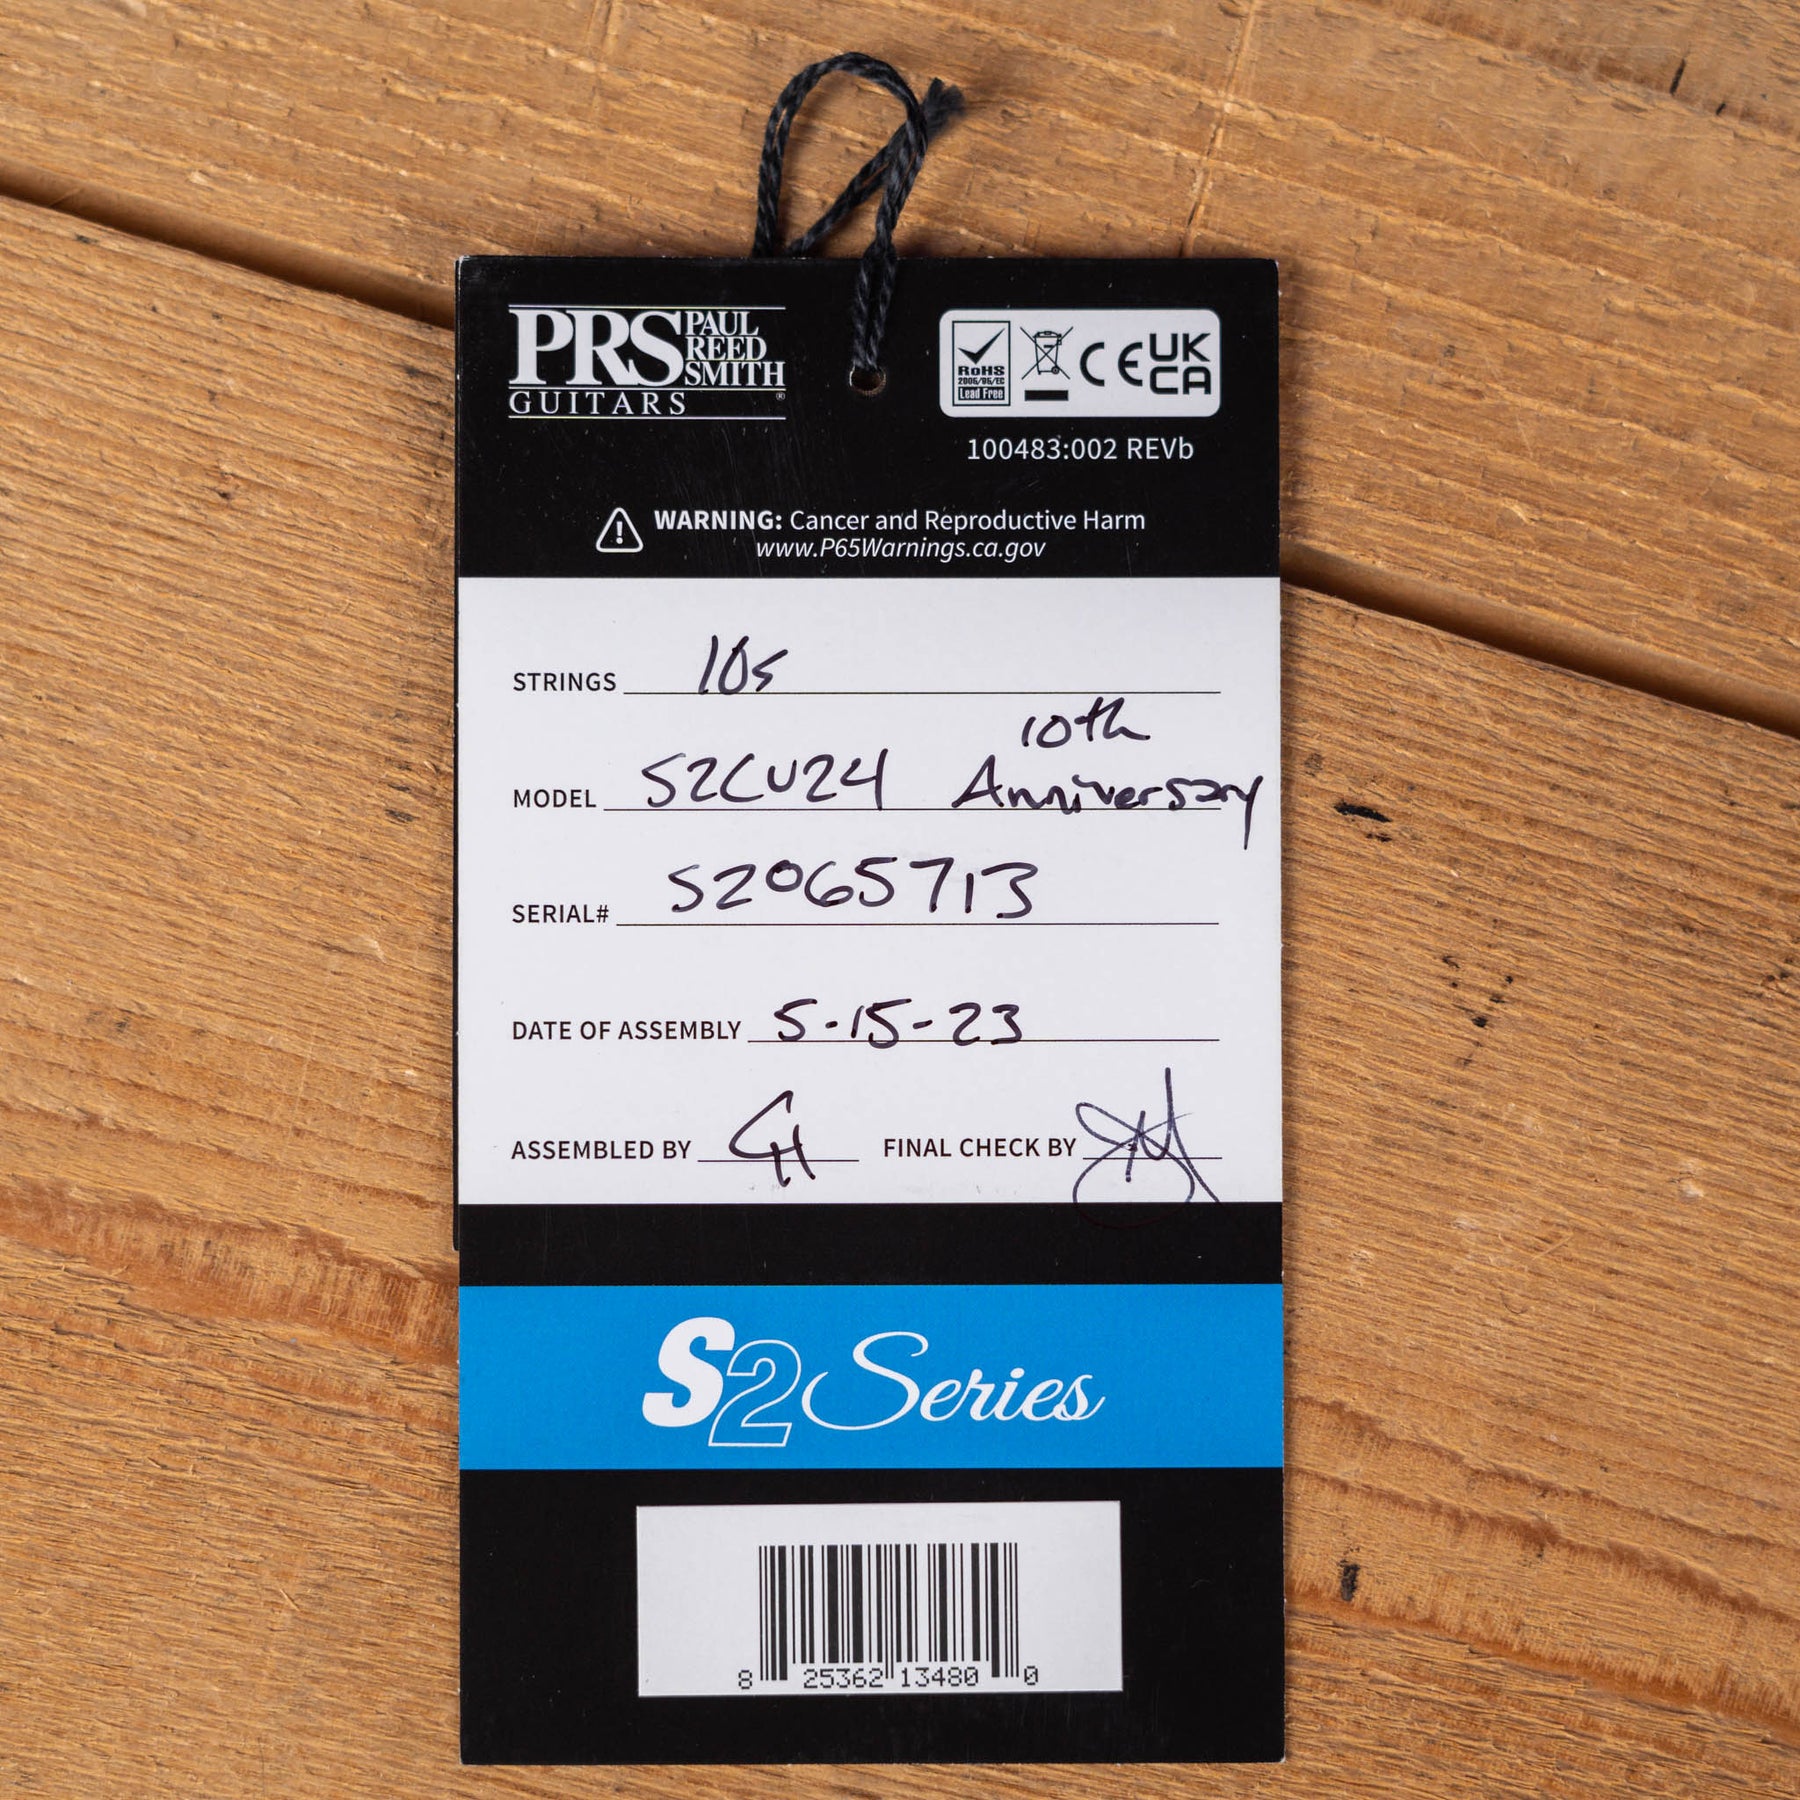 PRS PAUL
REED
SMITH®
GUITARS
RoHS
2006/95/EC
Lead Free
CE
UK
CA
100483:002 REVb
WARNING: Cancer and Reproductive Harm
www.P65Warnings.ca.gov
STRINGS 10s
10th
MODEL S2CU24 Anniversary
SERIAL# S2065713
DATE OF ASSEMBLY 5-15-23
ASSEMBLED BY CH FINAL CHECK BY
S2 Series
8 25362 13480 0